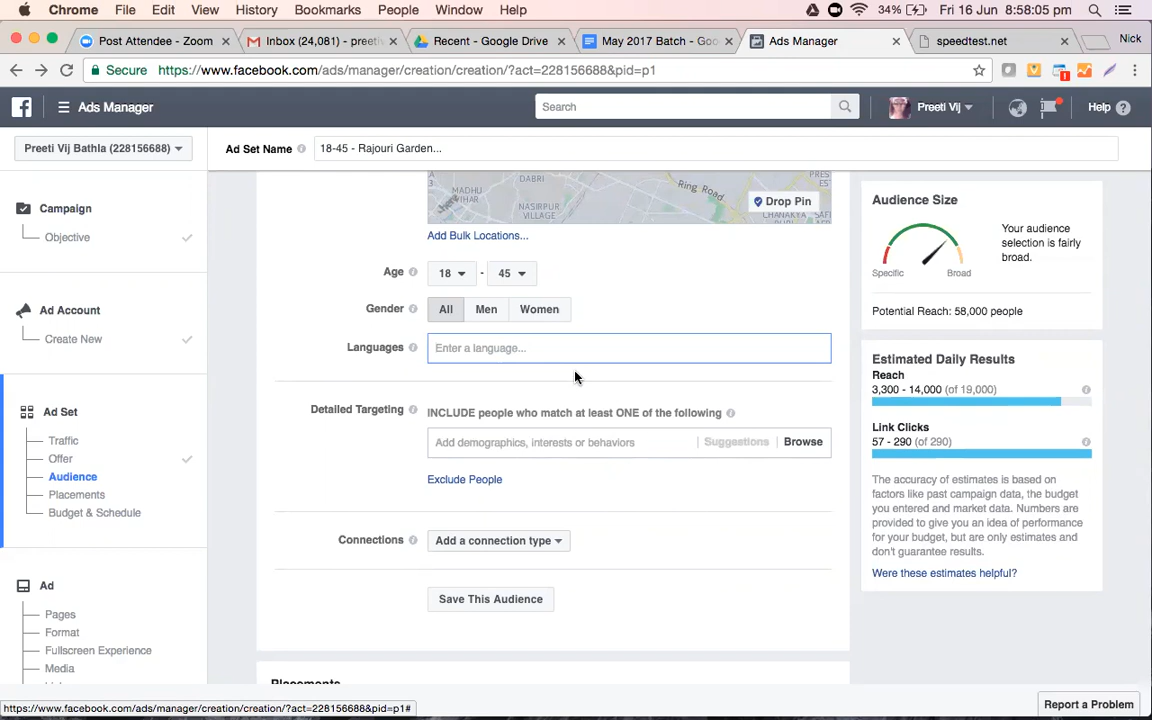 Chrome File Edit View History Bookmarks People Window Help 34% Fri 16 Jun 8:58:05 pm
Post Attendee - Zoom Inbox (24,081) - preeti Recent - Google Drive May 2017 Batch - Go Ads Manager speedtest.net Nick
Secure https://www.facebook.com/ads/manager/creation/creation/?act=228156688&pid=p1
Ads Manager Search Preeti Vij Help
Preeti Vij Bathla (228156688) Ad Set Name 18-45 - Rajouri Garden...
Campaign
Objective
Ad Account
Create New
Ad Set
Traffic
Offer
Audience
Placements
Budget & Schedule
Ad
Pages
Format
Fullscreen Experience
Media
MADHU
VIHAR
DABRI
NASIRPUR
VILLAGE
Ring Road
PRES
EST
CHANAKYA
Drop Pin
Add Bulk Locations...
Age 18 - 45
Gender All Men Women
Languages Enter a language...
Detailed Targeting INCLUDE people who match at least ONE of the following
Add demographics, interests or behaviors Suggestions Browse
Exclude People
Connections Add a connection type
Save This Audience
Placements
Audience Size
Your audience
selection is fairly
broad.
Specific Broad
Potential Reach: 58,000 people
Estimated Daily Results
Reach
3,300 - 14,000 (of 19,000)
Link Clicks
57 - 290 (of 290)
The accuracy of estimates is based on
factors like past campaign data, the budget
you entered and market data. Numbers are
provided to give you an idea of performance
for your budget, but are only estimates and
don't guarantee results.
Were these estimates helpful?
https://www.facebook.com/ads/manager/creation/creation/?act=228156688&pid=p1#
Report a Problem